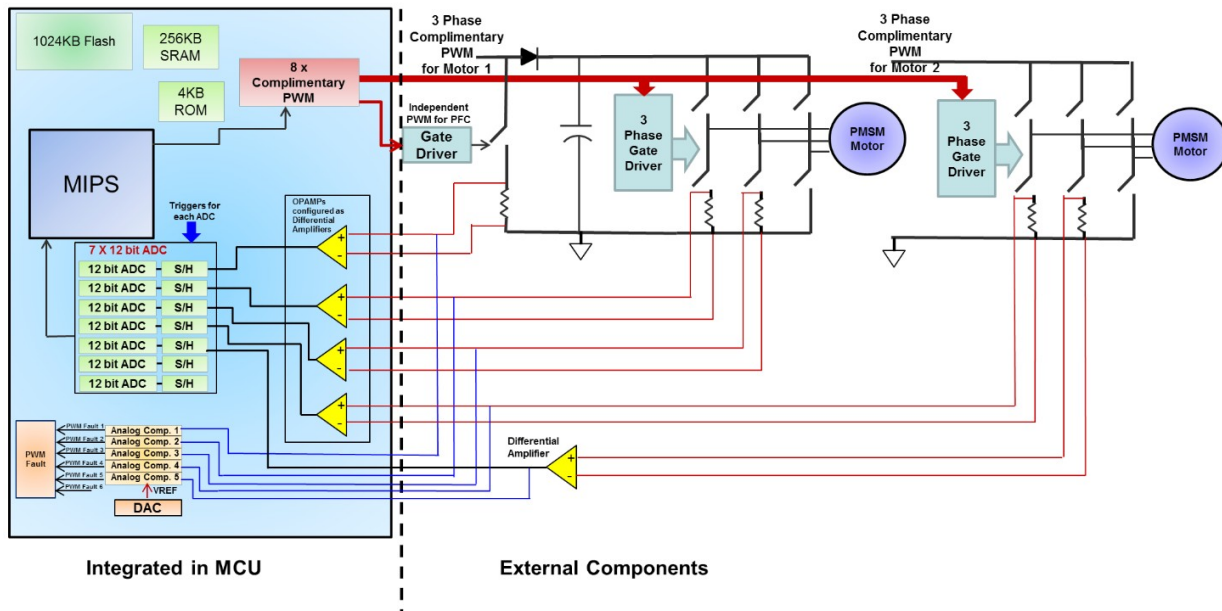 1024KB Flash
256KB
SRAM
4KB
ROM
8 x
Complimentary
PWM
MIPS
Triggers for
each ADC
7 X 12 bit ADC
12 bit ADC
S/H
12 bit ADC
S/H
12 bit ADC
S/H
12 bit ADC
S/H
12 bit ADC
S/H
12 bit ADC
S/H
12 bit ADC
S/H
OPAMPs
configured as
Differential
Amplifiers
+
-
+
-
+
-
+
-
PWM
Fault
PWM Fault 1
PWM Fault 2
PWM Fault 3
PWM Fault 4
PWM Fault 5
PWM Fault 6
Analog Comp. 1
Analog Comp. 2
Analog Comp. 3
Analog Comp. 4
Analog Comp. 5
VREF
DAC
3 Phase
Complimentary
PWM
for Motor 1
Independent
PWM for PFC
Gate
Driver
3
Phase
Gate
Driver
PMSM
Motor
3 Phase
Complimentary
PWM
for Motor 2
3
Phase
Gate
Driver
PMSM
Motor
Differential
Amplifier
+
-
Integrated in MCU
External Components